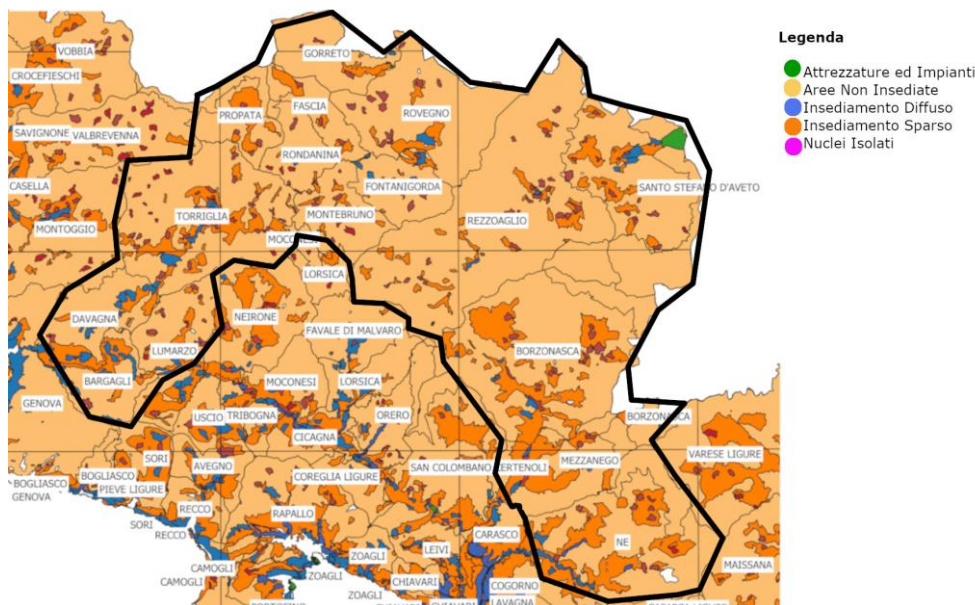 Legenda
Attrezzature ed Impianti
Aree Non Insediate
Insediamento Diffuso
Insediamento Sparso
Nuclei Isolati
GORRETO
VOBBIA
CROCEFIESCHI
FASCIA
PROPATA
ROVEGNO
SAVIGNONE
VALBREVENNA
RONDANINA
CASELLA
FONTANIGORDA
SANTO STEFANO D'AVETO
TORRIGLIA
MONTEBRUNO
REZZOAGLIO
MONTOGGIO
MOCONESI
LORSICA
NEIRONE
DAVAGNA
FAVALE DI MALVARO
LUMARZO
BORZONASCA
BARGAGLI
MOCONESI
LORSICA
GENOVA
USCIO
TRIBOGNA
ORERO
BORZONASCA
CICAGNA
SORI
VARESE LIGURE
MEZZANEGO
AVEGNO
SAN COLOMBANO CERTENOLI
BOGLIASCO
COREGLIA LIGURE
BOGLIASCO
PIEVE LIGURE
GENOVA
RECCO
RAPALLO
SORI
RECCO
CARASCO
NE
LEIVI
ZOAGLI
MAISSANA
CAMOGLI
ZOAGLI
CHIAVARI
COGORNO
CAMOGLI
ZOAGLI
LAVAGNA
CHIAVARI